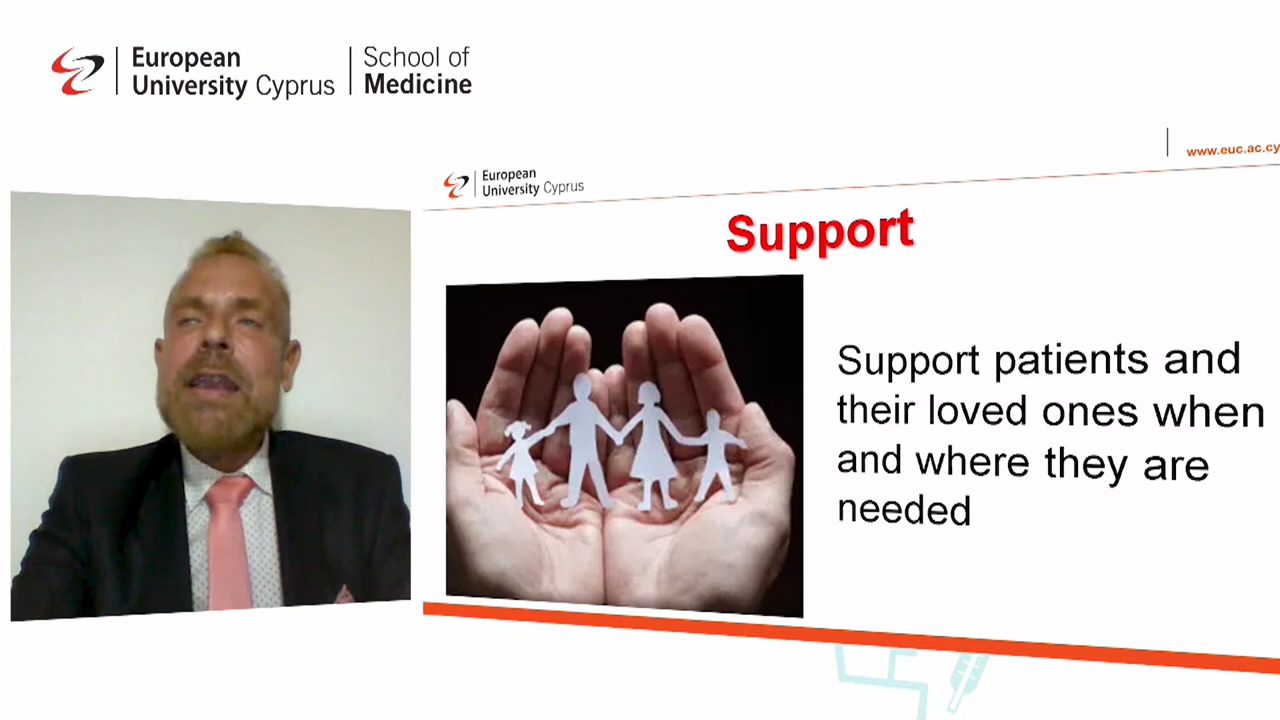 European
University Cyprus
School of
Medicine
www.euc.ac.cy
European
University Cyprus
Support
Support patients and
their loved ones when
and where they are
needed